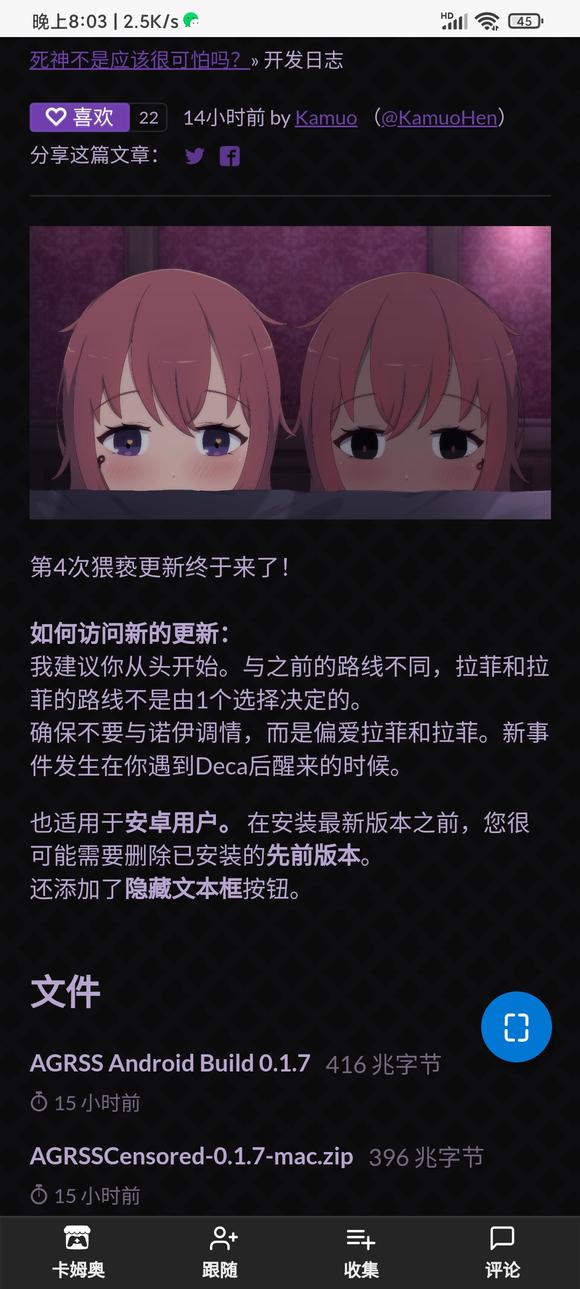 晚上8:03 | 2.5K/s
HD 45
死神不是应该很可怕吗？» 开发日志
喜欢 22 14小时前 by Kamuo （@KamuoHen）
分享这篇文章：
第4次猥亵更新终于来了！
如何访问新的更新：
我建议你从头开始。与之前的路线不同，拉菲和拉
菲的路线不是由1个选择决定的。
确保不要与诺伊调情，而是偏爱拉菲和拉菲。新事
件发生在你遇到Deca后醒来的时候。
也适用于安卓用户。 在安装最新版本之前，您很
可能需要删除已安装的先前版本。
还添加了隐藏文本框按钮。
文件
AGRSS Android Build 0.1.7 416 兆字节
15 小时前
AGRSSCensored-0.1.7-mac.zip 396 兆字节
15 小时前
卡姆奥 跟随 收集 评论